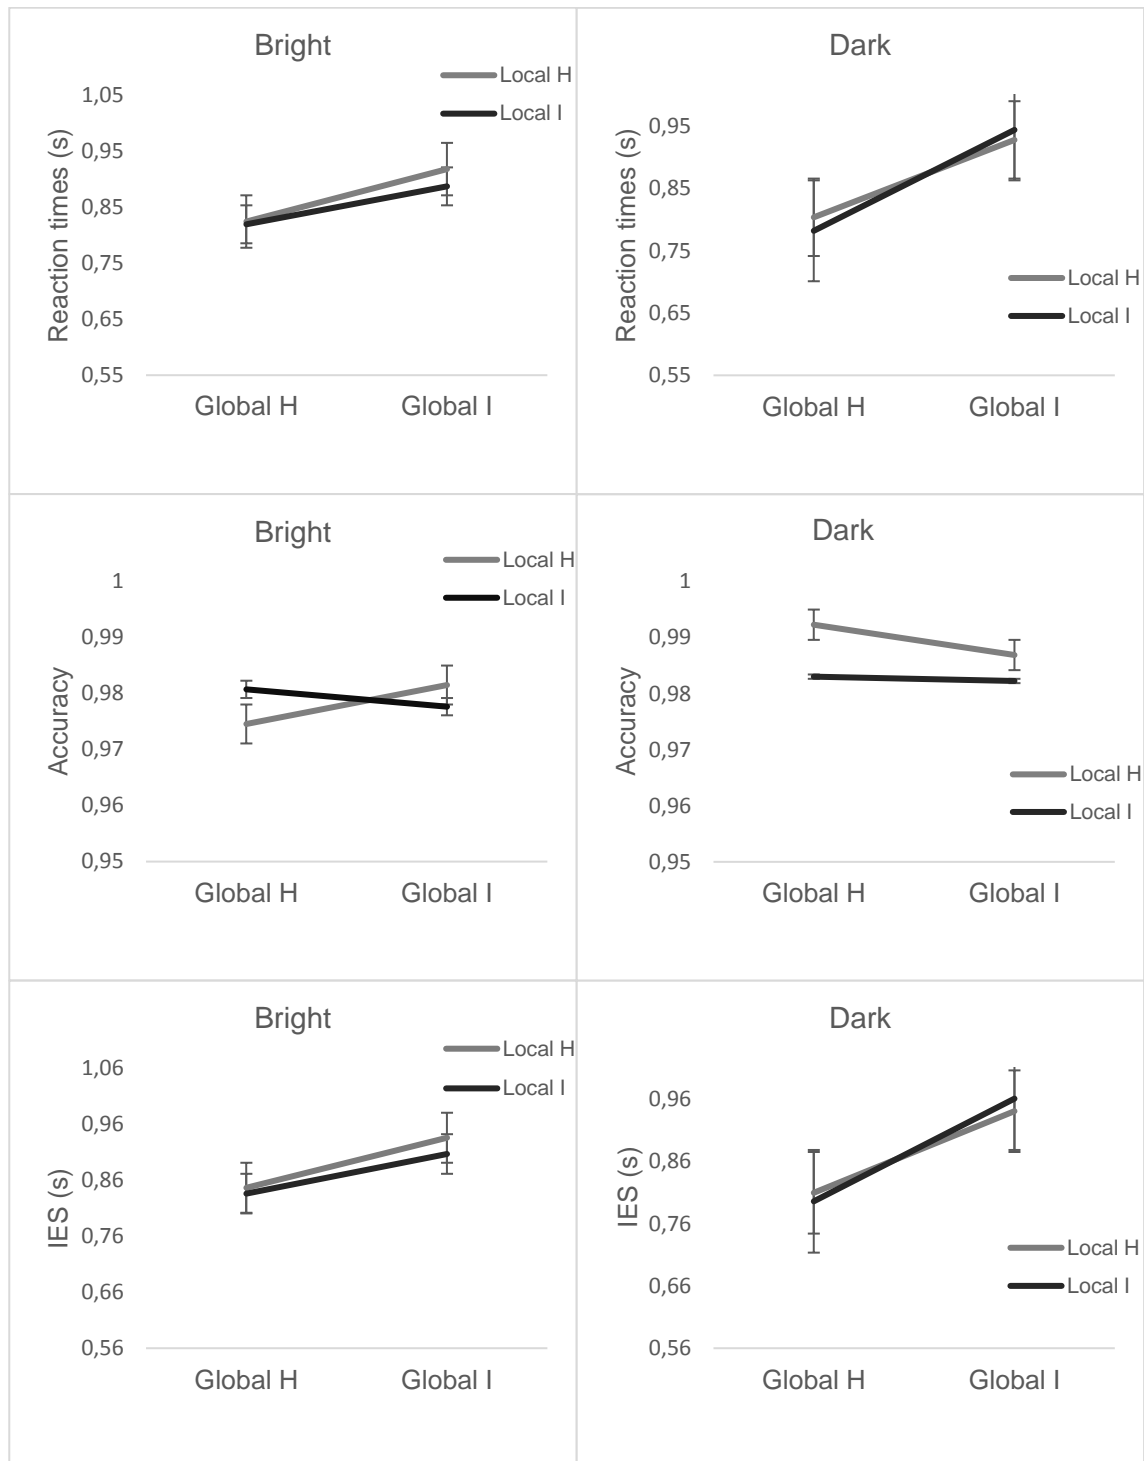 Bright
Local H
Local I
Reaction times (s)
1,05
0,95
0,85
0,75
0,65
0,55
Global H
Global I
Dark
Reaction times (s)
0,95
0,85
0,75
0,65
0,55
Local H
Local I
Global H
Global I
Bright
Local H
Local I
Accuracy
1
0,99
0,98
0,97
0,96
0,95
Global H
Global I
Dark
Accuracy
1
0,99
0,98
0,97
0,96
0,95
Local H
Local I
Global H
Global I
Bright
Local H
Local I
IES (s)
1,06
0,96
0,86
0,76
0,66
0,56
Global H
Global I
Dark
IES (s)
0,96
0,86
0,76
0,66
0,56
Local H
Local I
Global H
Global I